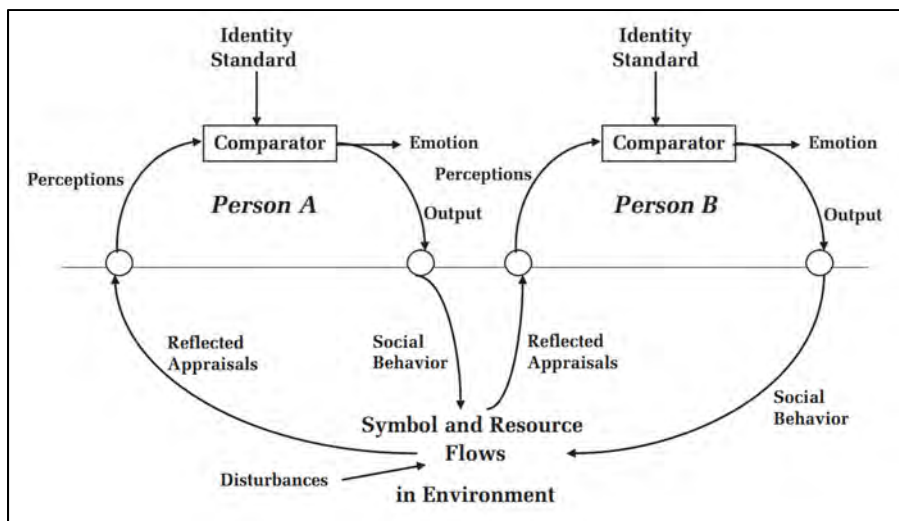 Identity
Standard
Identity
Standard
Comparator
Emotion
Comparator
Emotion
Perceptions
Perceptions
Person A
Person B
Output
Output
Reflected
Appraisals
Social
Behavior
Reflected
Appraisals
Social
Behavior
Symbol and Resource
Flows
Disturbances
in Environment